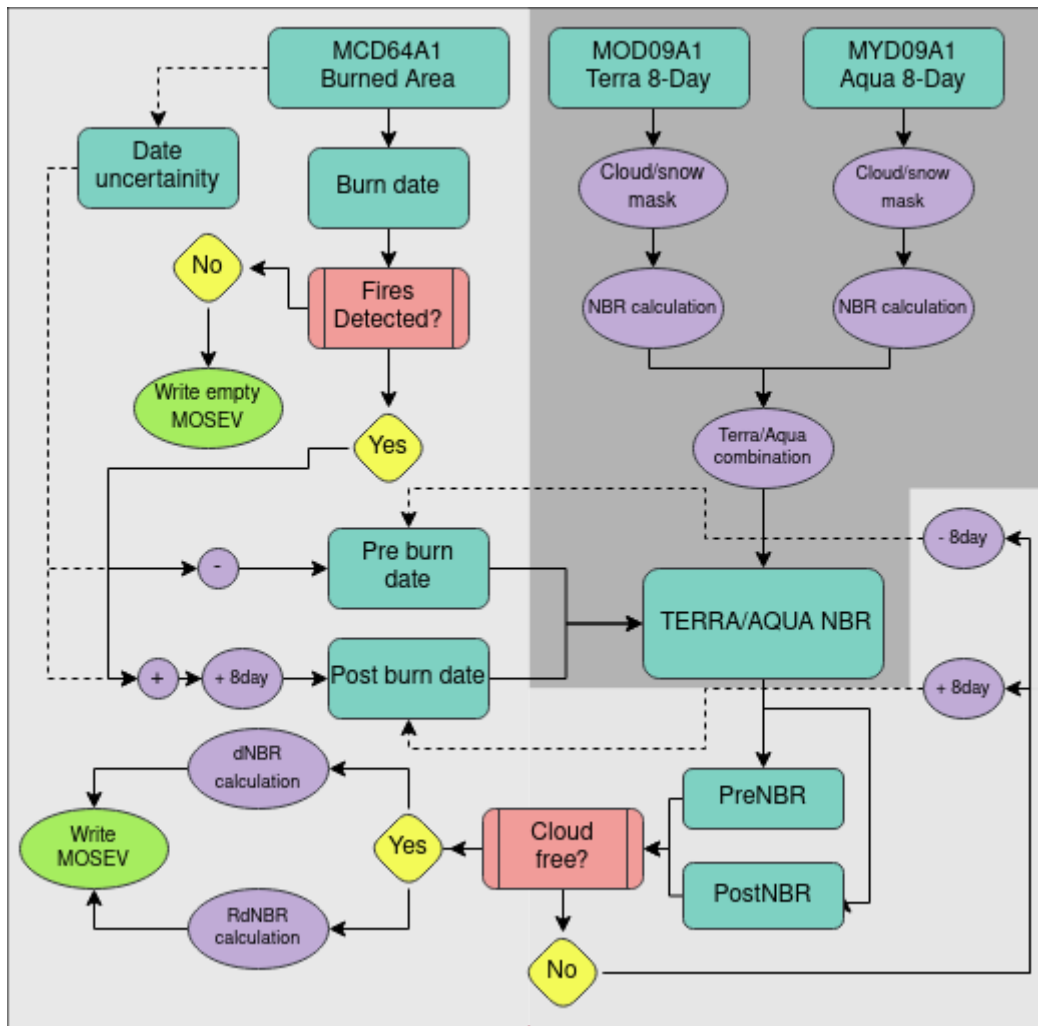 MCD64A1
Burned Area
MOD09A1
Terra 8-Day
MYD09A1
Aqua 8-Day
Date
uncertainity
Burn date
Cloud/snow
mask
Cloud/snow
mask
No
Fires
Detected?
NBR calculation
NBR calculation
Write empty
MOSEV
Yes
Terra/Aqua
combination
-
Pre burn
date
- 8day
TERRA/AQUA NBR
+
+ 8day
Post burn date
+ 8day
dNBR
calculation
PreNBR
Write
MOSEV
Yes
Cloud
free?
PostNBR
RdNBR
calculation
No